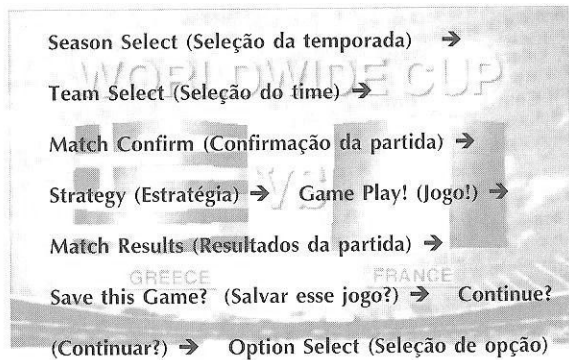 Season Select (Seleção da temporada) →
WORLDWIDE CUP
Team Select (Seleção do time) →
Match Confirm (Confirmação da partida) →
Strategy (Estratégia) → Game Play! (Jogo!) →
VS
Match Results (Resultados da partida) →
GREECE FRANCE
Save this Game? (Salvar esse jogo?) → Continue?
(Continuar?) → Option Select (Seleção de opção)